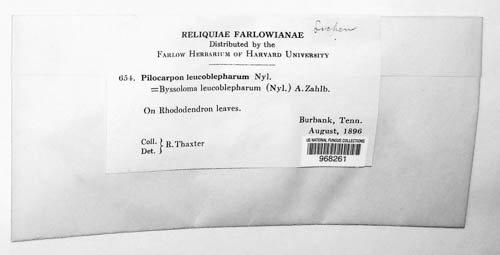 RELIQUIAE FARLOWIANAE
Lichen
Distributed by the
FARLOW HERBARIUM OF HARVARD UNIVERSITY
654. Pilocarpon leucoblepharum Nyl.
=Byssoloma leucoblepharum (Nyl.) A. Zahlb.
On Rhododendron leaves.
Burbank, Tenn.
August, 1896
Coll. } R. Thaxter
Det.
US NATIONAL FUNGUS COLLECTIONS
968261